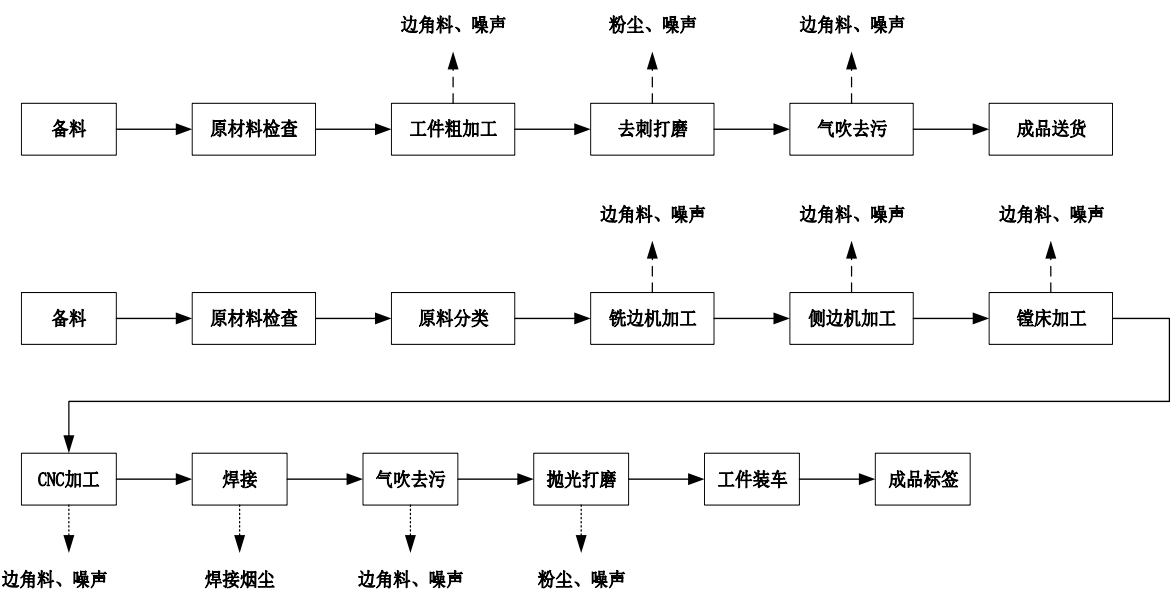 边角料、噪声 粉尘、噪声 边角料、噪声
备料 原材料检查 工件粗加工 去刺打磨 气吹去污 成品送货
边角料、噪声 边角料、噪声 边角料、噪声
备料 原材料检查 原料分类 铣边机加工 侧边机加工 镗床加工
CNC加工 焊接 气吹去污 抛光打磨 工件装车 成品标签
边角料、噪声 焊接烟尘 边角料、噪声 粉尘、噪声